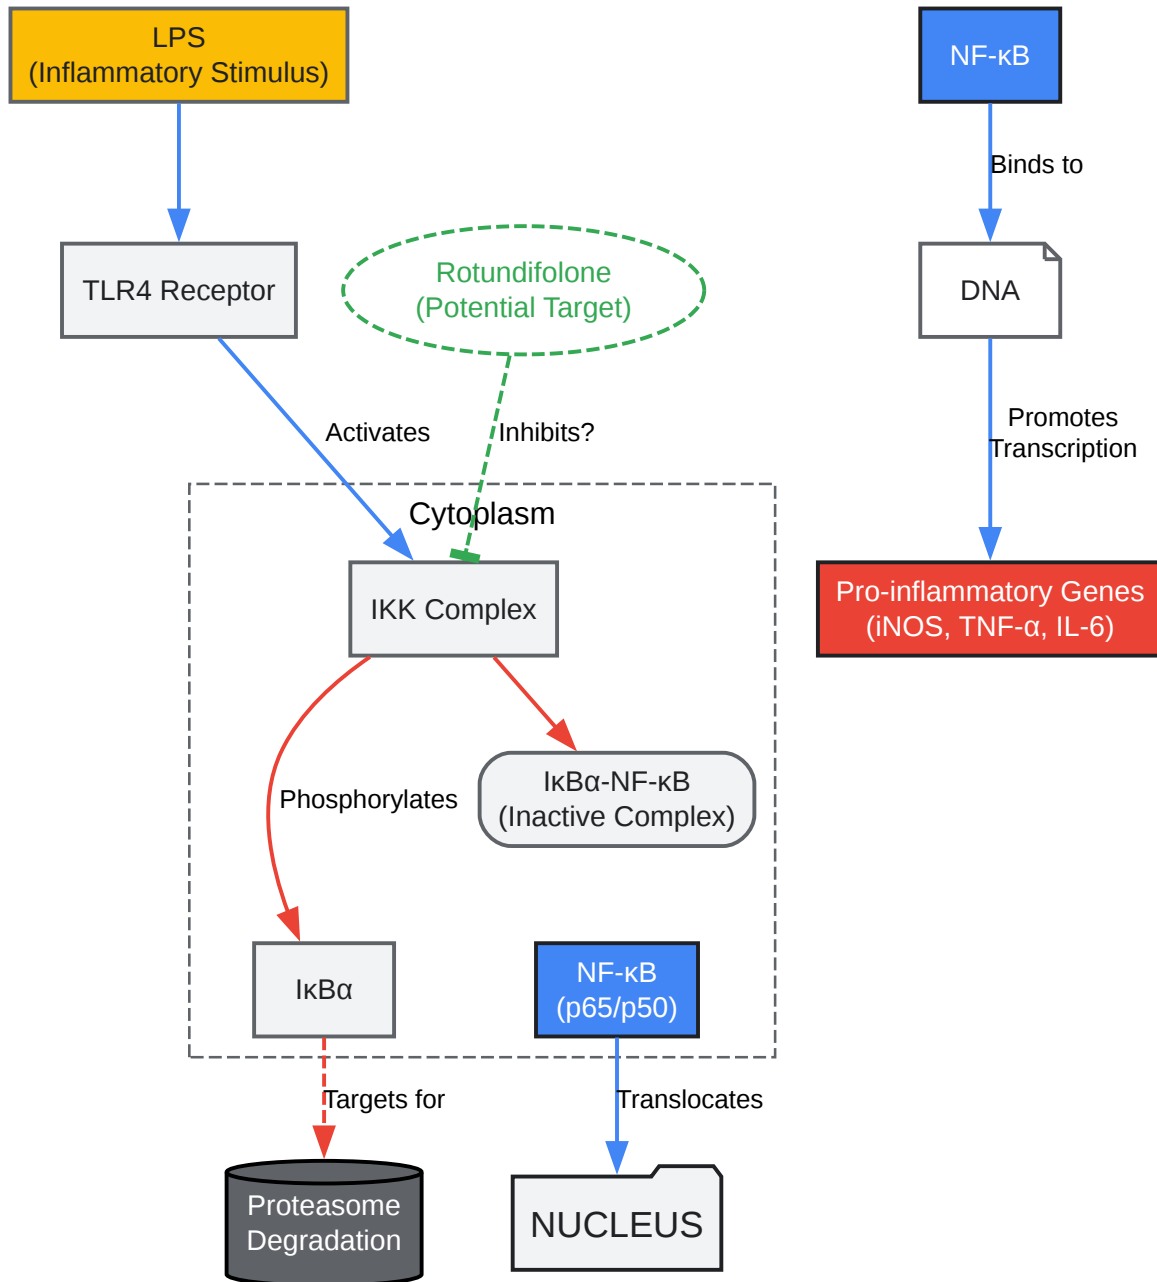 LPS
(Inflammatory Stimulus)
NF-κB
Binds to
TLR4 Receptor
Rotundifolone
(Potential Target)
DNA
Activates
Inhibits?
Promotes
Transcription
Cytoplasm
IKK Complex
Pro-inflammatory Genes
(iNOS, TNF-α, IL-6)
Phosphorylates
IκBα-NF-κB
(Inactive Complex)
IκBα
NF-κB
(p65/p50)
Targets for
Translocates
Proteasome
Degradation
NUCLEUS